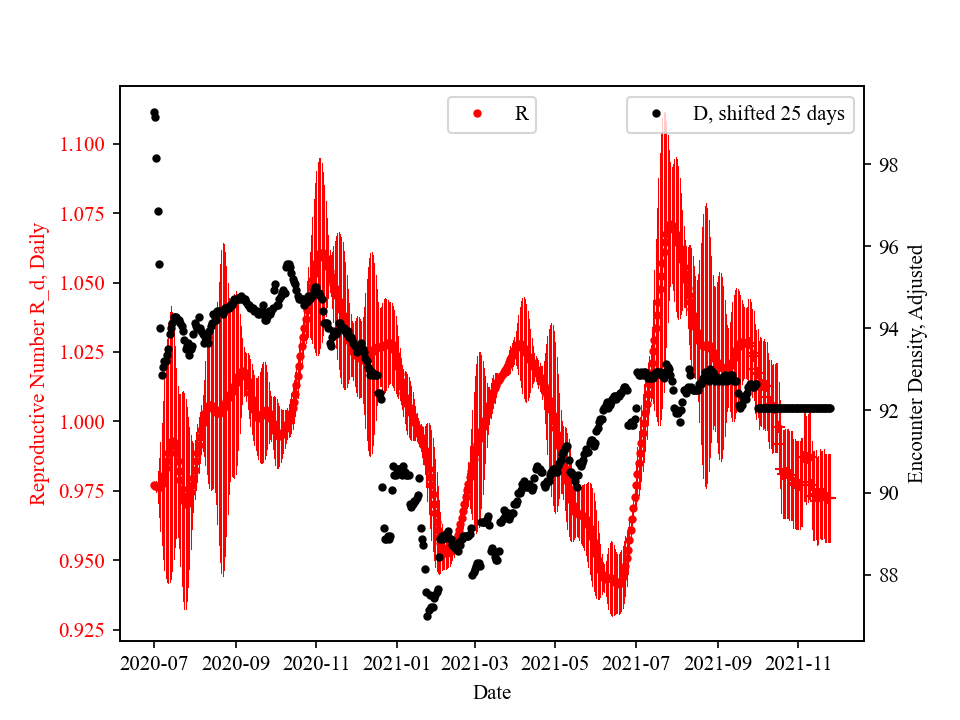 R
D, shifted 25 days
Reproductive Number R_d, Daily
1.100
1.075
1.050
1.025
1.000
0.975
0.950
0.925
98
96
94
92
90
88
Encounter Density, Adjusted
2020-07 2020-09 2020-11 2021-01 2021-03 2021-05 2021-07 2021-09 2021-11
Date